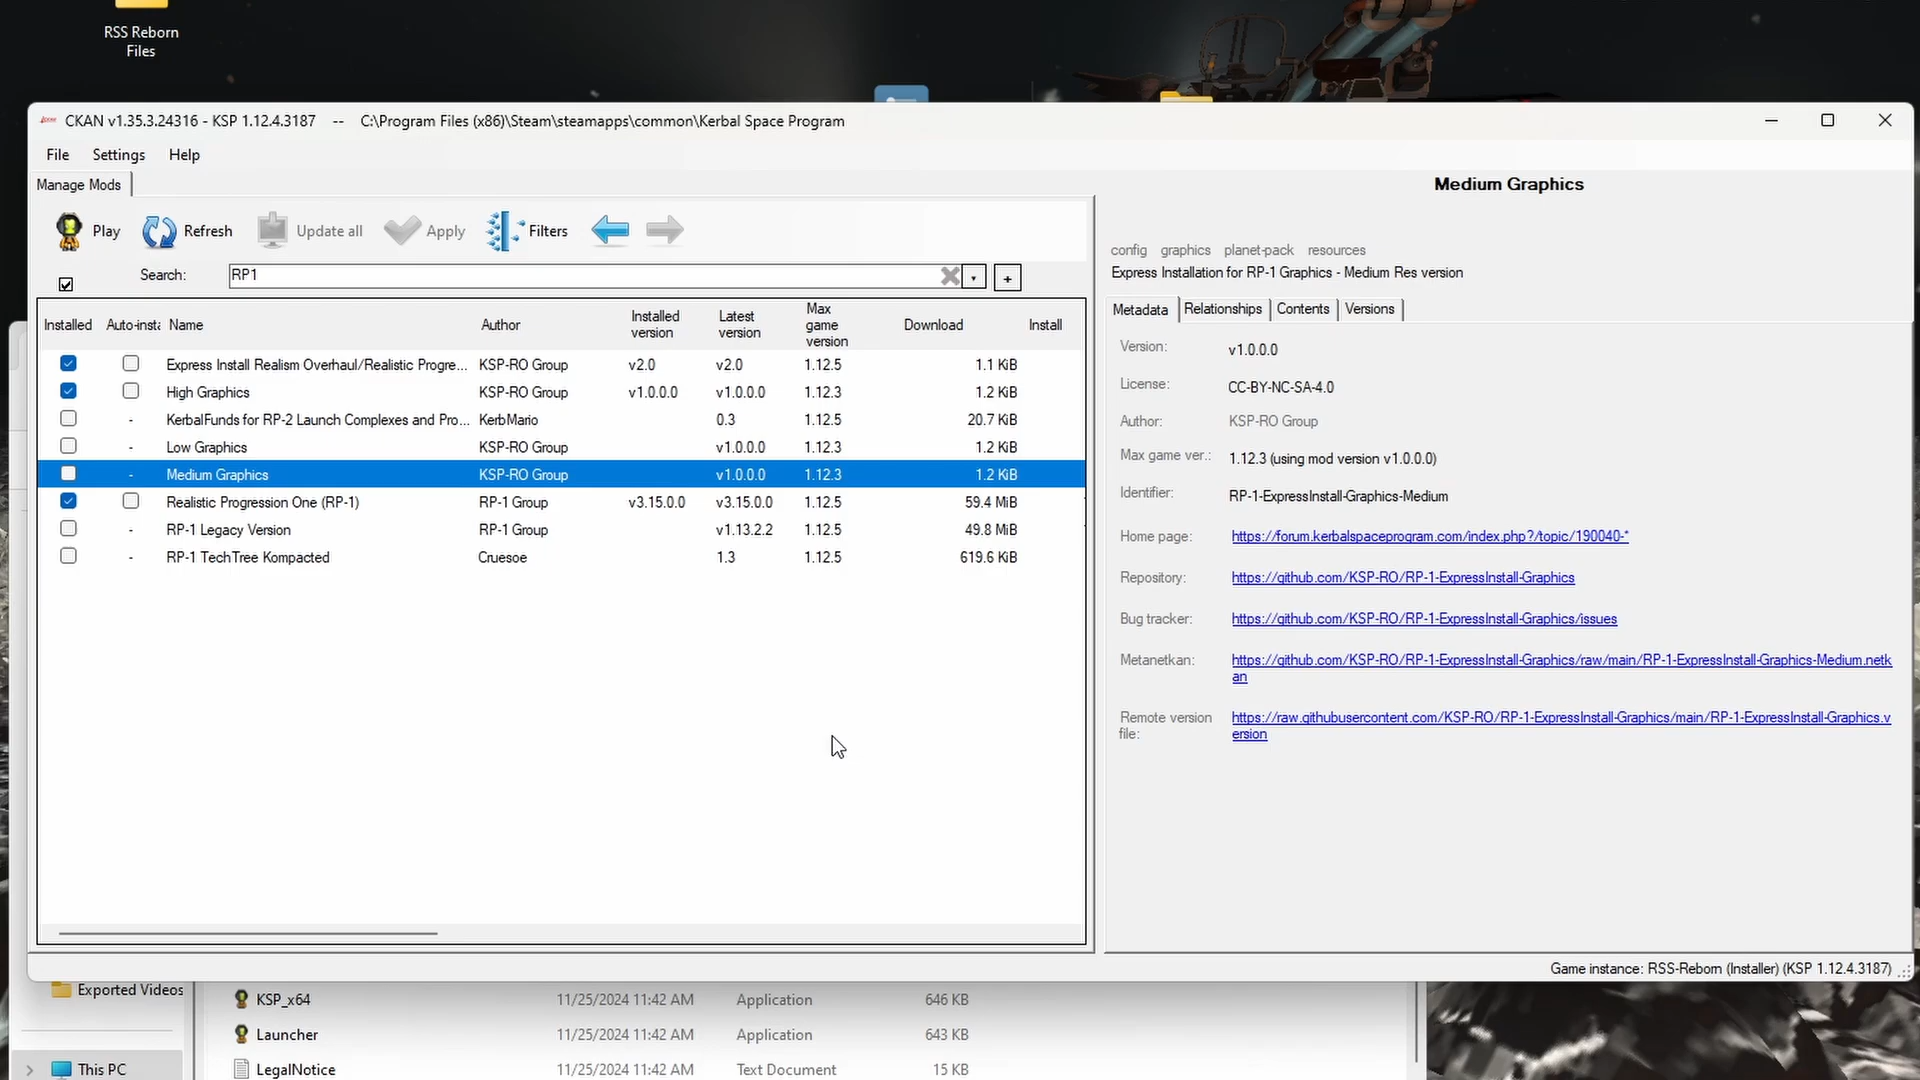 RSS Reborn
Files
CKAN v1.35.3.24316 - KSP 1.12.4.3187 -- C:\Program Files (x86)\Steam\steamapps\common\Kerbal Space Program
File Settings Help
Manage Mods
Medium Graphics
Play Refresh Update all Apply Filters
config graphics planet-pack resources
Search: RP1 +
Express Installation for RP-1 Graphics - Medium Res version
Metadata Relationships Contents Versions
Installed Auto-insta Name Author Installed version Latest version Max game version Download Install
Express Install Realism Overhaul/Realistic Progre... KSP-RO Group v2.0 v2.0 1.12.5 1.1 KiB
High Graphics KSP-RO Group v1.0.0.0 v1.0.0.0 1.12.3 1.2 KiB
KerbalFunds for RP-2 Launch Complexes and Pro... KerbMario 0.3 1.12.5 20.7 KiB
Low Graphics KSP-RO Group v1.0.0.0 1.12.3 1.2 KiB
Medium Graphics KSP-RO Group v1.0.0.0 1.12.3 1.2 KiB
Realistic Progression One (RP-1) RP-1 Group v3.15.0.0 v3.15.0.0 1.12.5 59.4 MiB
RP-1 Legacy Version RP-1 Group v1.13.2.2 1.12.5 49.8 MiB
RP-1 TechTree Kompacted Cruesoe 1.3 1.12.5 619.6 KiB
Version: v1.0.0.0
License: CC-BY-NC-SA-4.0
Author: KSP-RO Group
Max game ver.: 1.12.3 (using mod version v1.0.0.0)
Identifier: RP-1-ExpressInstall-Graphics-Medium
Home page: https://forum.kerbalspaceprogram.com/index.php?/topic/190040-*
Repository: https://github.com/KSP-RO/RP-1-ExpressInstall-Graphics
Bug tracker: https://github.com/KSP-RO/RP-1-ExpressInstall-Graphics/issues
Metanetkan: https://github.com/KSP-RO/RP-1-ExpressInstall-Graphics/raw/main/RP-1-ExpressInstall-Graphics-Medium.netk
an
Remote version https://raw.githubusercontent.com/KSP-RO/RP-1-ExpressInstall-Graphics/main/RP-1-ExpressInstall-Graphics.v
file: ersion
Game instance: RSS-Reborn (Installer) (KSP 1.12.4.3187)
Exported Videos
KSP_x64 11/25/2024 11:42 AM Application 646 KB
Launcher 11/25/2024 11:42 AM Application 643 KB
This PC
LegalNotice 11/25/2024 11:42 AM Text Document 15 KB